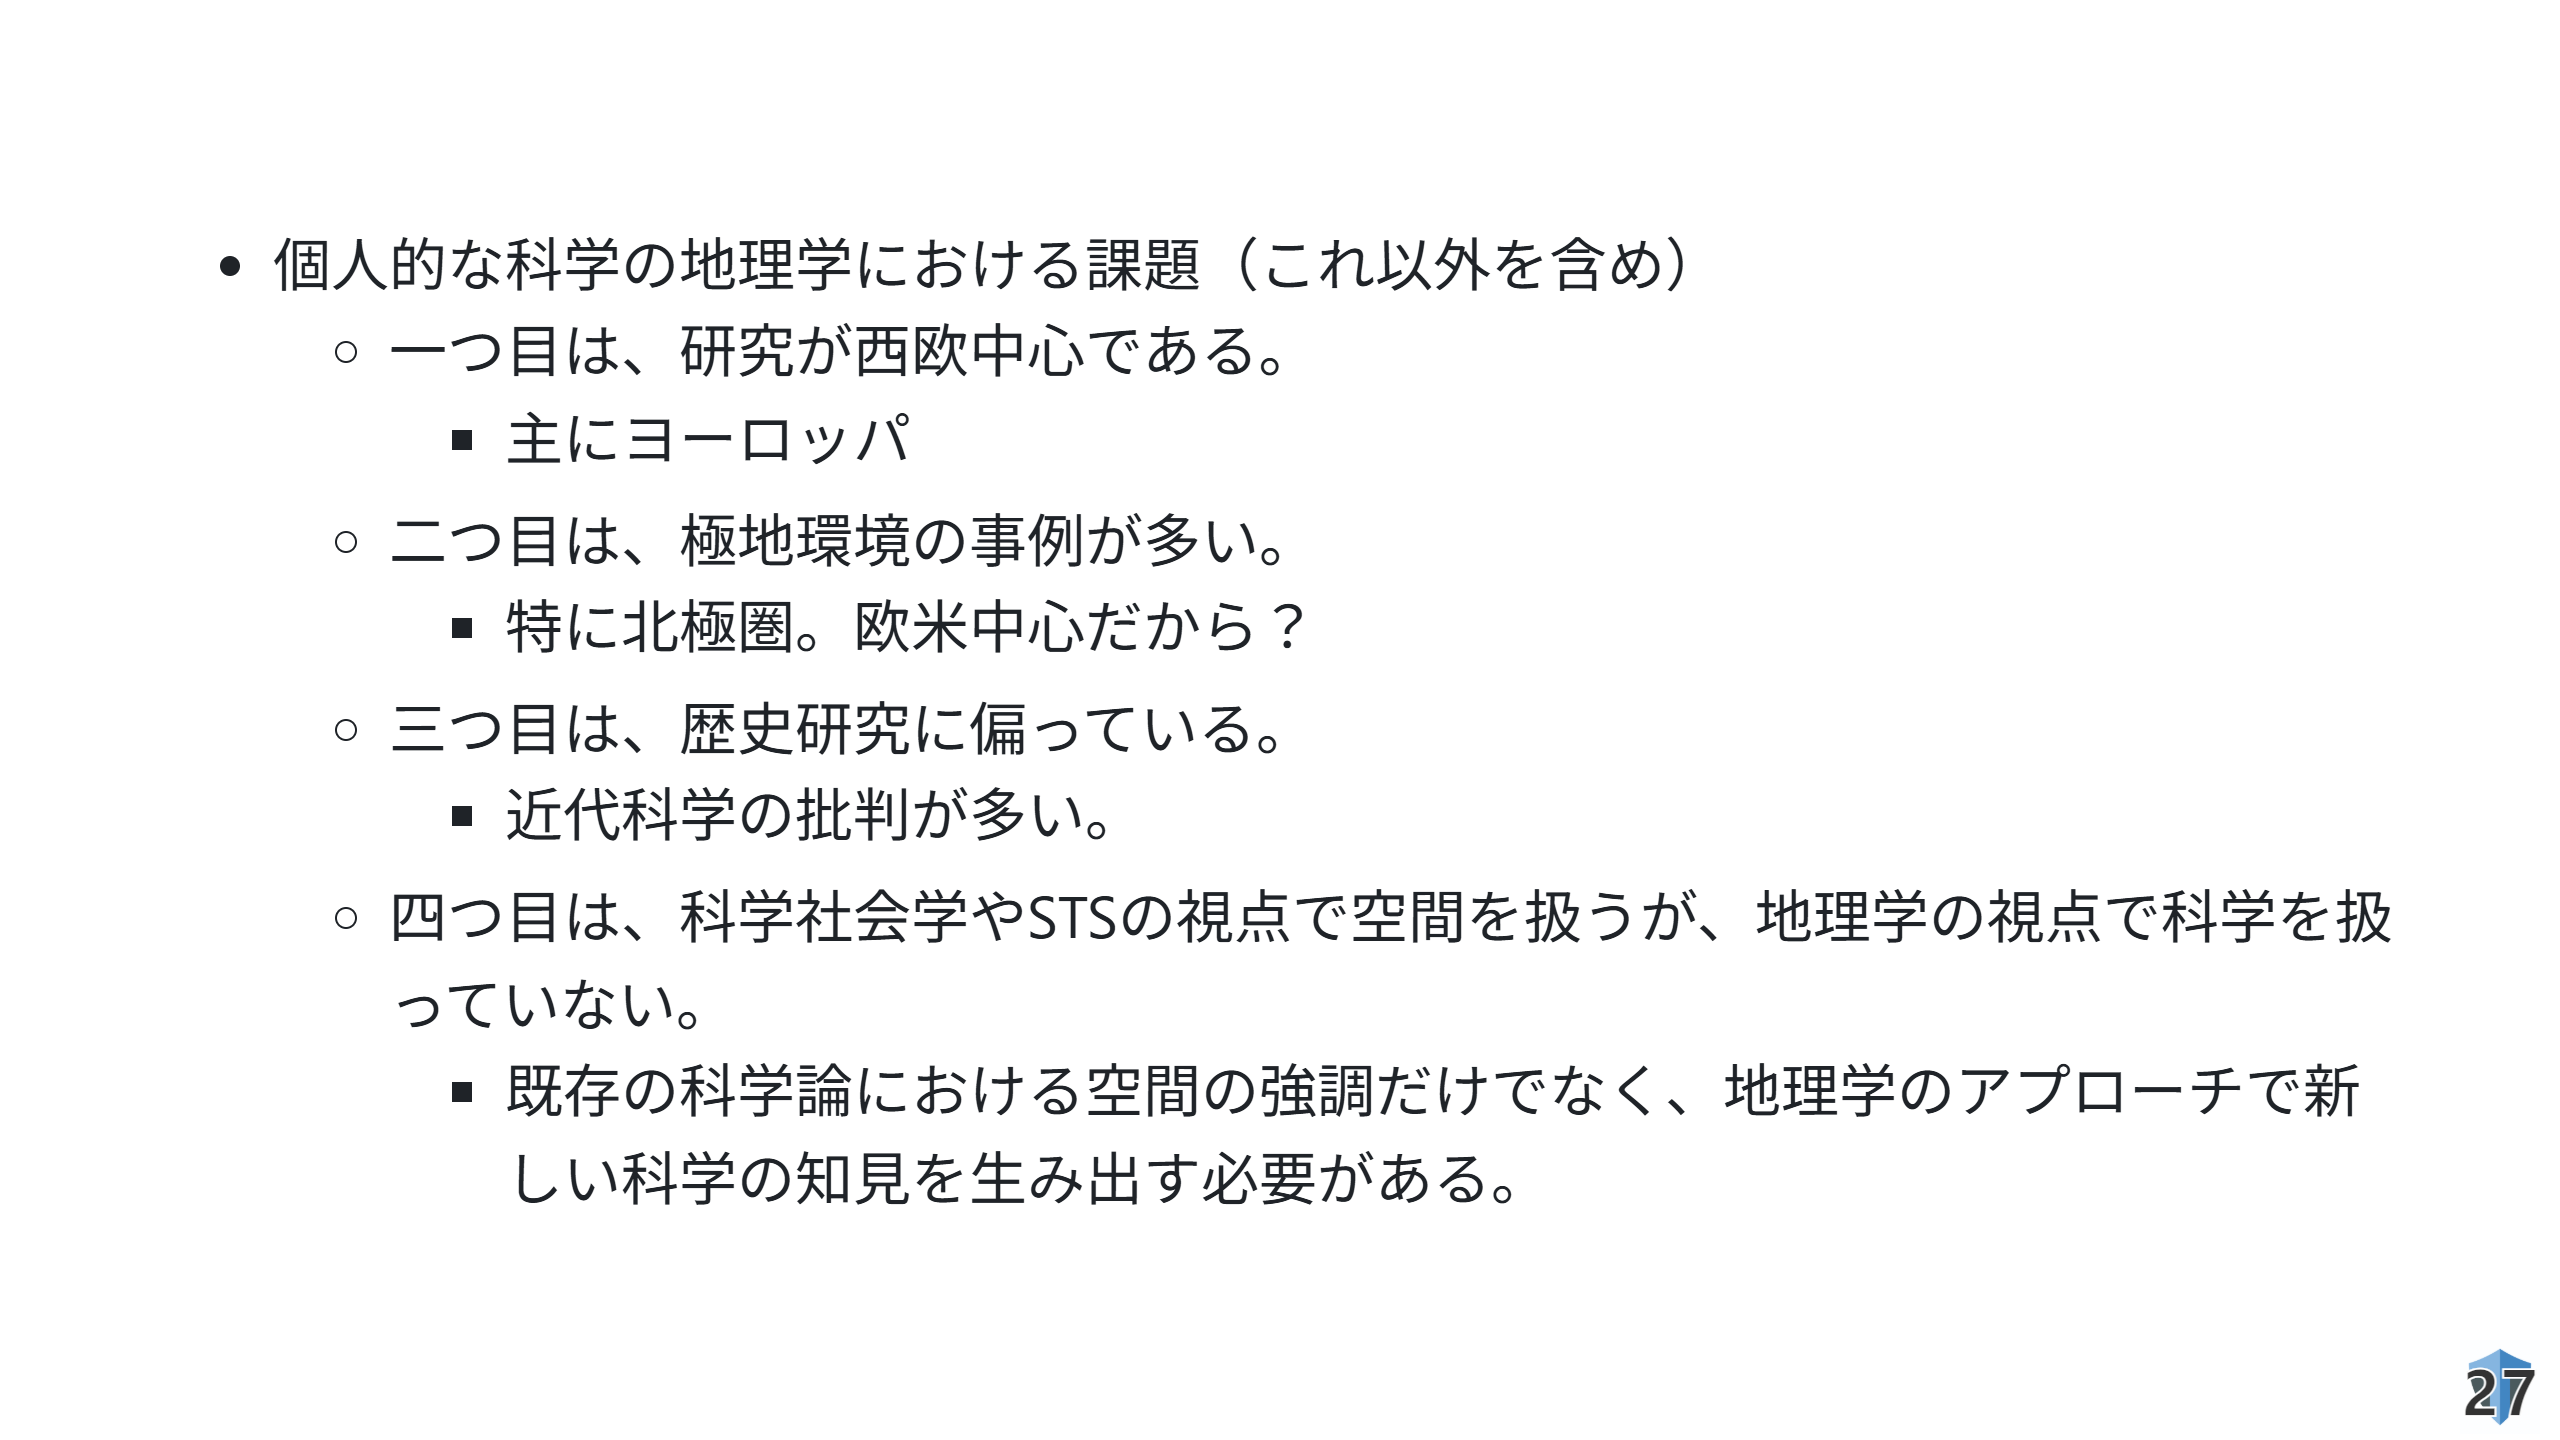 • 個人的な科学の地理学における課題（これ以外を含め）
○ 一つ目は、研究が西欧中心である。
■ 主にヨーロッパ
○ 二つ目は、極地環境の事例が多い。
■ 特に北極圏。欧米中心だから？
○ 三つ目は、歴史研究に偏っている。
■ 近代科学の批判が多い。
○ 四つ目は、科学社会学やSTSの視点で空間を扱うが、地理学の視点で科学を扱
っていない。
■ 既存の科学論における空間の強調だけでなく、地理学のアプローチで新
しい科学の知見を生み出す必要がある。
27